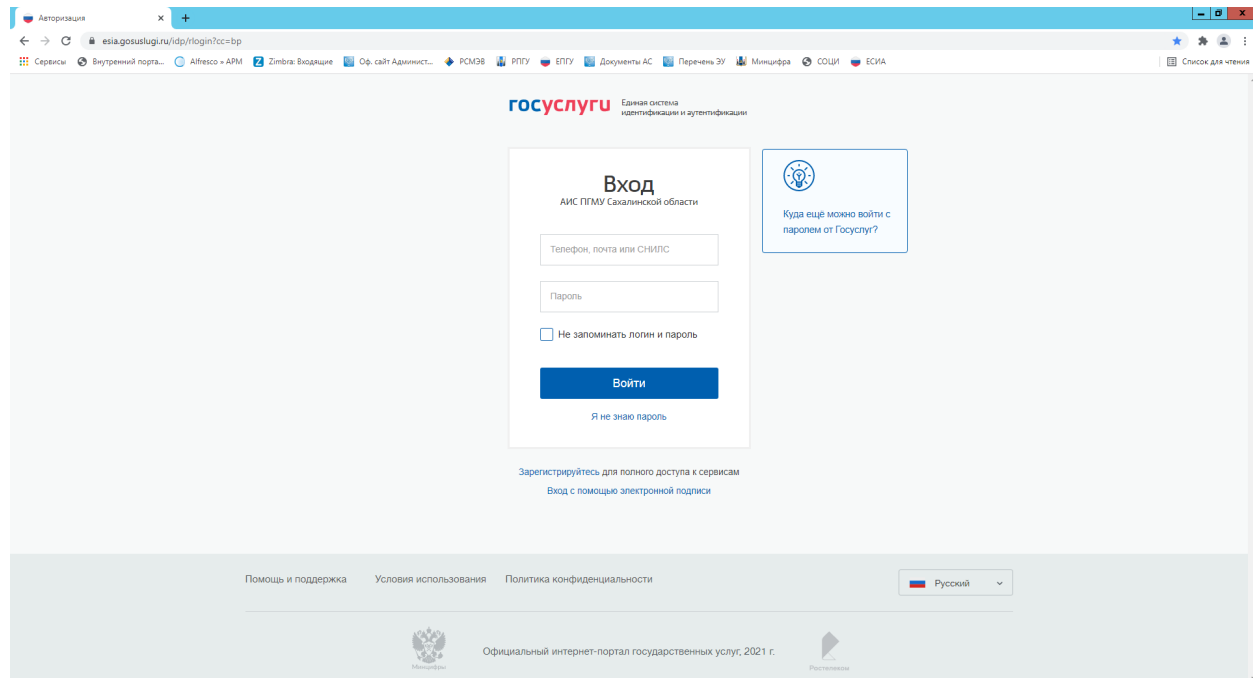 Авторизация
esia.gosuslugi.ru/idp/rlogin?cc=bp
Сервисы Внутренний порта... Alfresco » АРМ Zimbra: Входящие Оф. сайт Админист... РСМЭВ РПГУ ЕПГУ Документы АС Перечень ЭУ Минцифра СОЦИ ЕСИА Список для чтения
госуслуги Единая система
идентификации и аутентификации
Вход
АИС ПГМУ Сахалинской области
Телефон, почта или СНИЛС
Пароль
Не запоминать логин и пароль
Войти
Я не знаю пароль
Куда ещё можно войти с
паролем от Госуслуг?
Зарегистрируйтесь для полного доступа к сервисам
Вход с помощью электронной подписи
Помощь и поддержка Условия использования Политика конфиденциальности Русский
Минцифры Официальный интернет-портал государственных услуг, 2021 г. Ростелеком